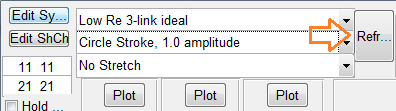 Edit Sy...
Low Re 3-link ideal
Refr...
Edit ShCh
Circle Stroke, 1.0 amplitude
11 11
21 21
No Stretch
Hold ...
Plot
Plot
Plot